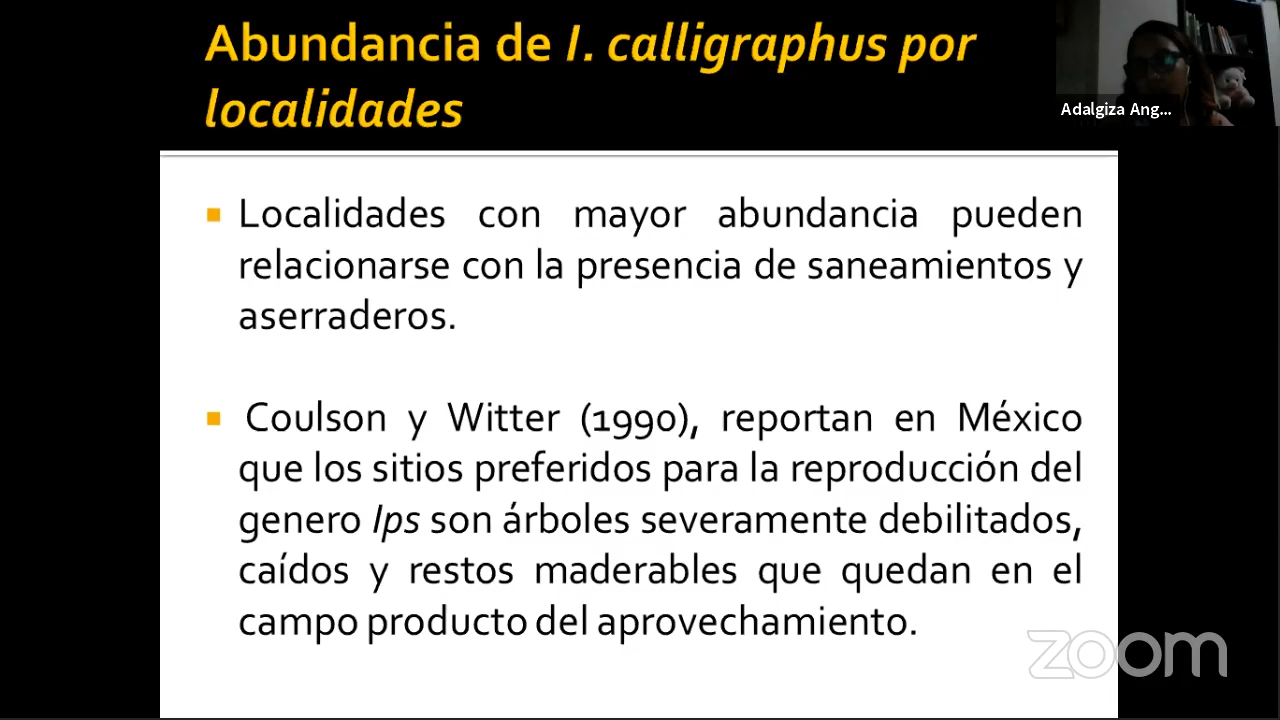 Abundancia de I. calligraphus por
localidades
Adalgiza Ang...
Localidades con mayor abundancia pueden
relacionarse con la presencia de saneamientos y
aserraderos.
Coulson y Witter (1990), reportan en México
que los sitios preferidos para la reproducción del
genero Ips son árboles severamente debilitados,
caídos y restos maderables que quedan en el
campo producto del aprovechamiento.
zoom